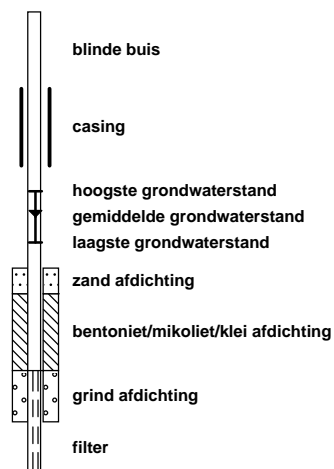 blinde buis
casing
hoogste grondwaterstand
gemiddelde grondwaterstand
laagste grondwaterstand
zand afdichting
bentoniet/mikoliet/klei afdichting
grind afdichting
filter